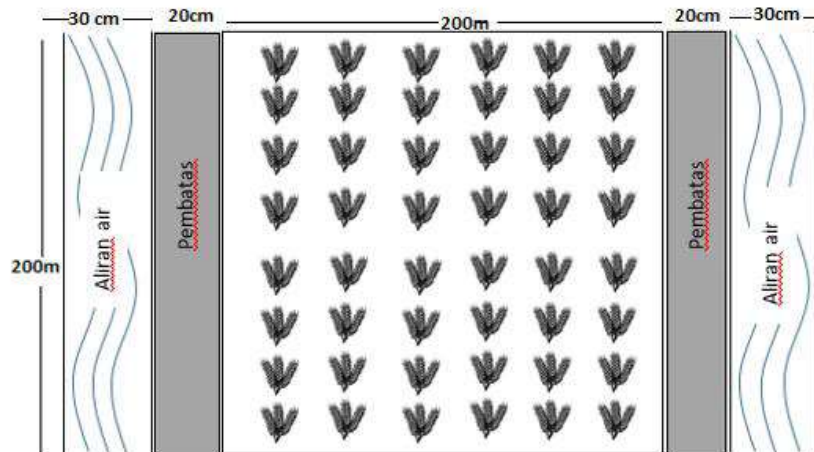 30 cm
20cm
200m
20cm
30cm
200m
Aliran air
Pembatas
Pembatas
Aliran air